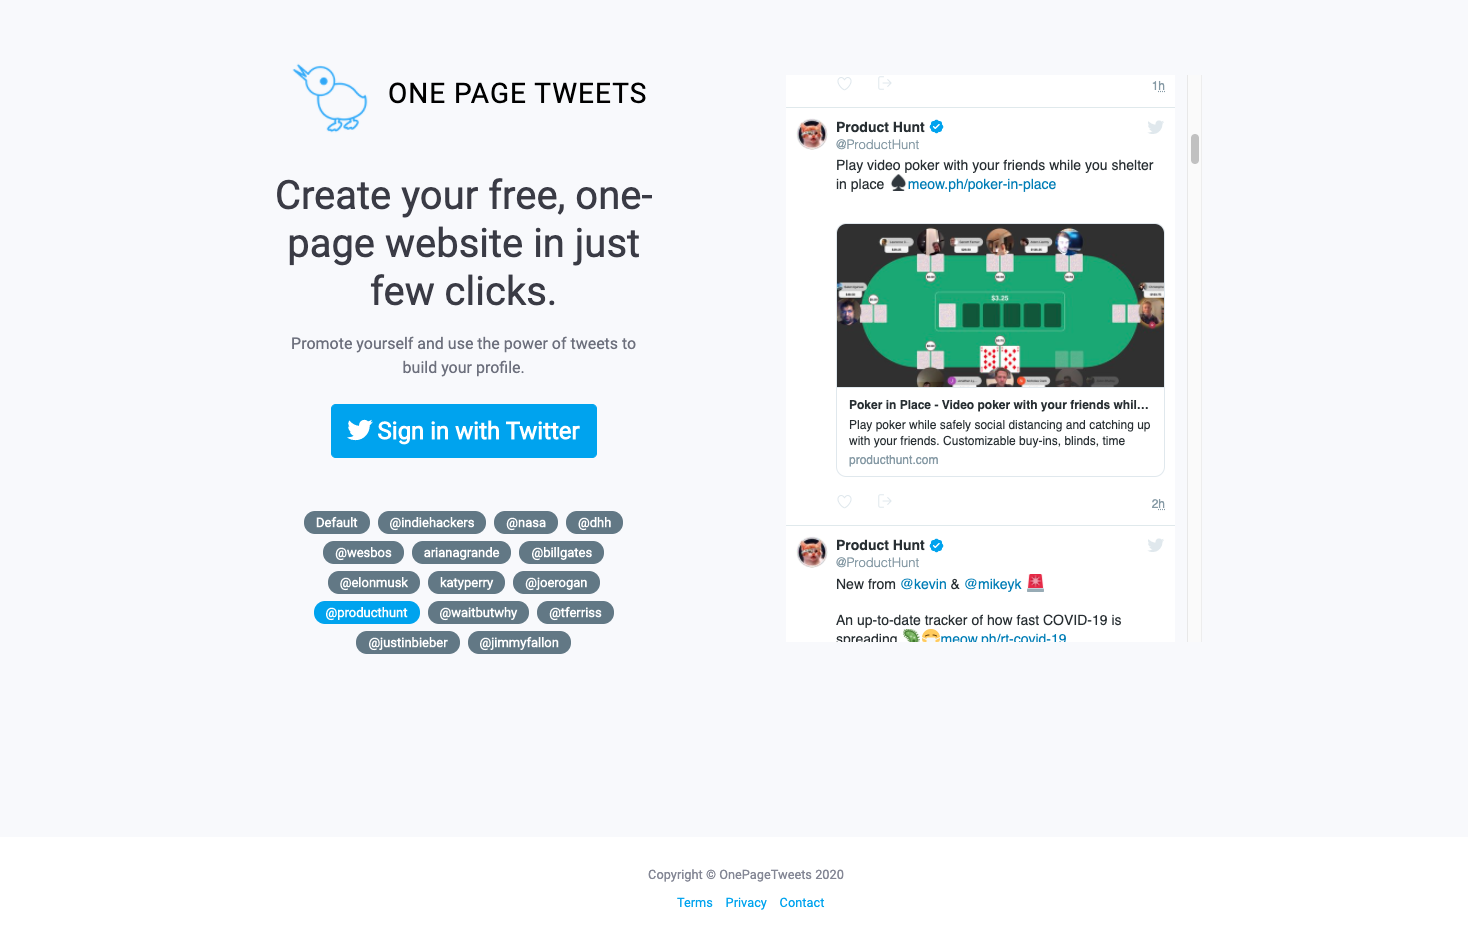 ONE PAGE TWEETS
Create your free, one-
page website in just
few clicks.
Promote yourself and use the power of tweets to
build your profile.
Sign in with Twitter
Default @indiehackers @nasa @dhh
@wesbos arianagrande @billgates
@elonmusk katyperry @joerogan
@producthunt @waitbutwhy @tferriss
@justinbieber @jimmyfallon
1h
Product Hunt
@ProductHunt
Play video poker with your friends while you shelter
in place ♠️meow.ph/poker-in-place
$3.25
Poker in Place - Video poker with your friends whil...
Play poker while safely social distancing and catching up
with your friends. Customizable buy-ins, blinds, time
producthunt.com
2h
Product Hunt
@ProductHunt
New from @kevin & @mikeyk 🚨
An up-to-date tracker of how fast COVID-19 is
spreading 🦠😷meow.ph/rt-covid-19
Copyright © OnePageTweets 2020
Terms Privacy Contact